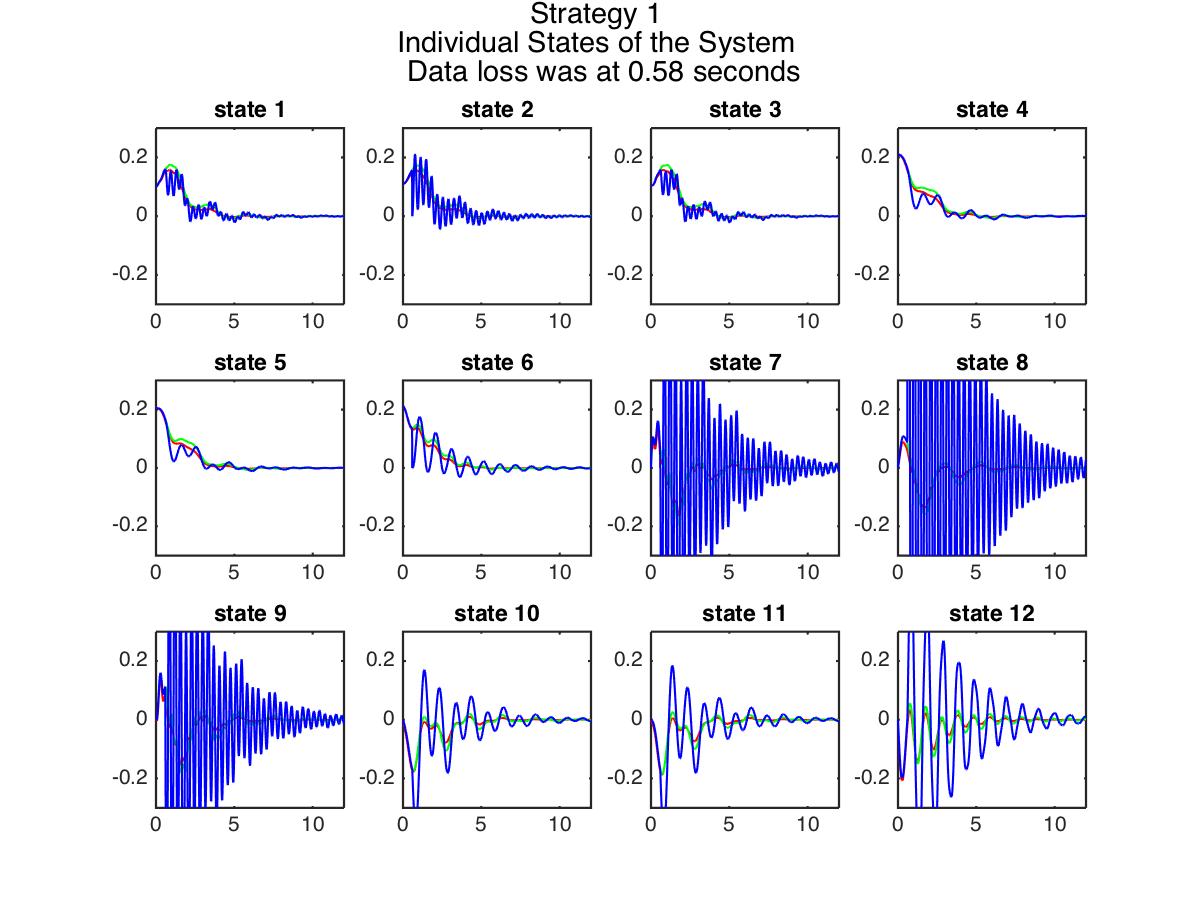 Strategy 1
Individual States of the System
Data loss was at 0.58 seconds
state 1 state 2 state 3 state 4
0.2 0.2 0.2 0.2
0 0 0 0
-0.2 -0.2 -0.2 -0.2
0 5 10 0 5 10 0 5 10 0 5 10
state 5 state 6 state 7 state 8
0.2 0.2 0.2 0.2
0 0 0 0
-0.2 -0.2 -0.2 -0.2
0 5 10 0 5 10 0 5 10 0 5 10
state 9 state 10 state 11 state 12
0.2 0.2 0.2 0.2
0 0 0 0
-0.2 -0.2 -0.2 -0.2
0 5 10 0 5 10 0 5 10 0 5 10